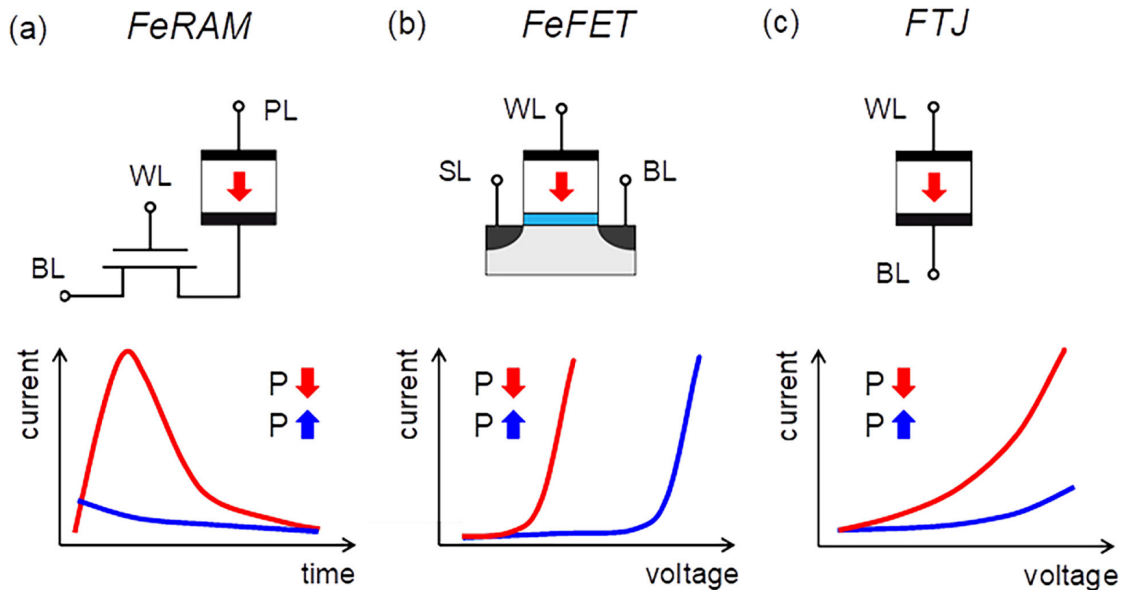 (a) FeRAM
PL
WL
BL
current
P
P
time
(b) FeFET
WL
SL
BL
current
P
P
voltage
(c) FTJ
WL
BL
current
P
P
voltage